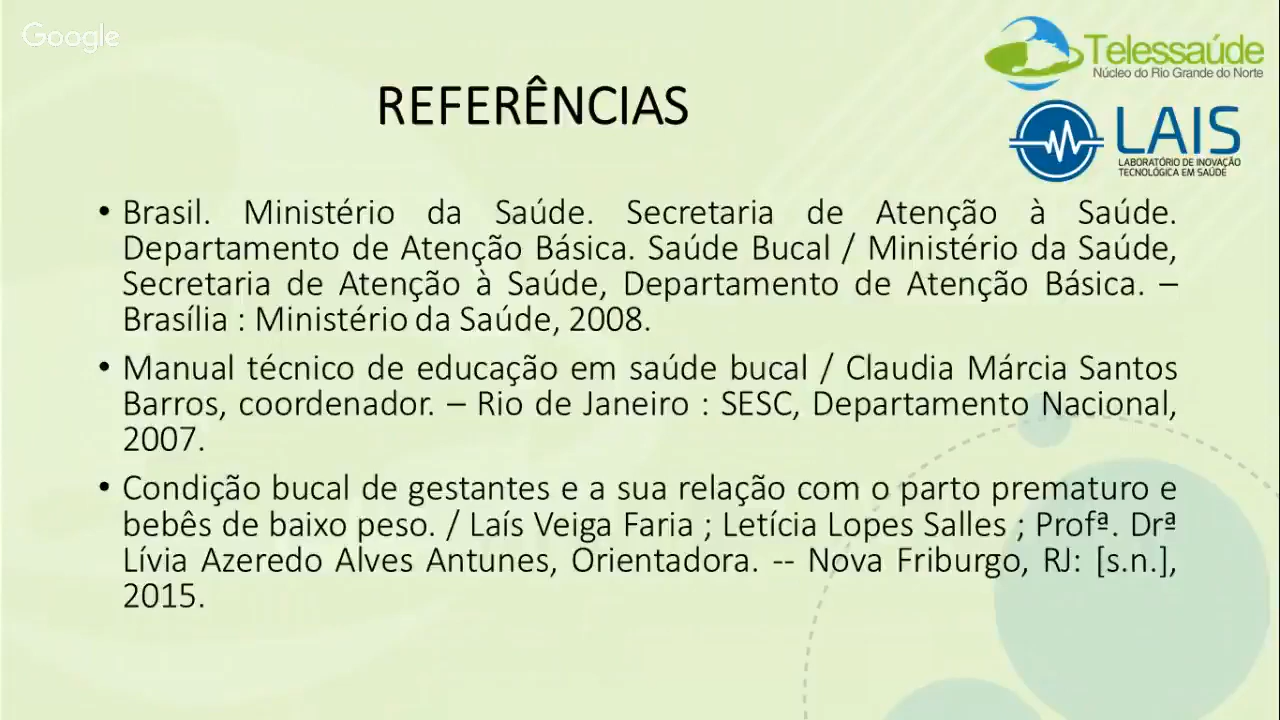 Google
Telessaúde
Núcleo do Rio Grande do Norte
REFERÊNCIAS
LAIS
LABORATÓRIO DE INOVAÇÃO
TECNOLÓGICA EM SAÚDE
• Brasil. Ministério da Saúde. Secretaria de Atenção à Saúde.
Departamento de Atenção Básica. Saúde Bucal / Ministério da Saúde,
Secretaria de Atenção à Saúde, Departamento de Atenção Básica. –
Brasília : Ministério da Saúde, 2008.
• Manual técnico de educação em saúde bucal / Claudia Márcia Santos
Barros, coordenador. – Rio de Janeiro : SESC, Departamento Nacional,
2007.
• Condição bucal de gestantes e a sua relação com o parto prematuro e
bebês de baixo peso. / Laís Veiga Faria ; Letícia Lopes Salles ; Profª. Drª
Lívia Azeredo Alves Antunes, Orientadora. -- Nova Friburgo, RJ: [s.n.],
2015.